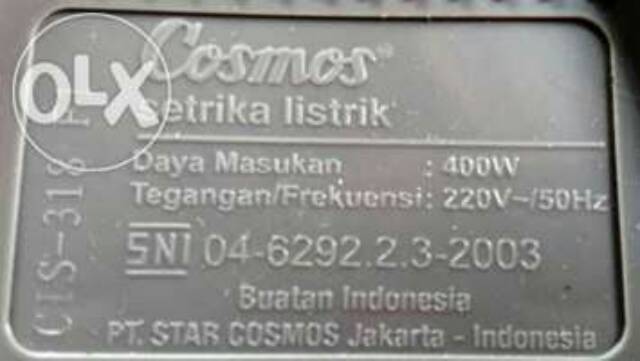 Cosmos
setrika listrik
Daya Masukan : 400W
Tegangan/Frekuensi : 220V~/50Hz
SNI 04-6292.2.3-2003
Buatan Indonesia
PT. STAR COSMOS Jakarta - Indonesia
CIS-318 F
OLX